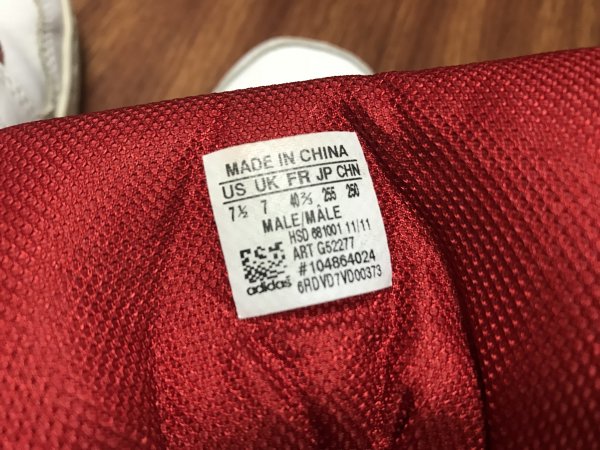 MADE IN CHINA
US UK FR JP CHN
7½ 7 40⅔ 255 250
MALE/MÂLE
HSD 681001 11/11
ART G52277
#104864024
adidas 6RDVD7VD00373